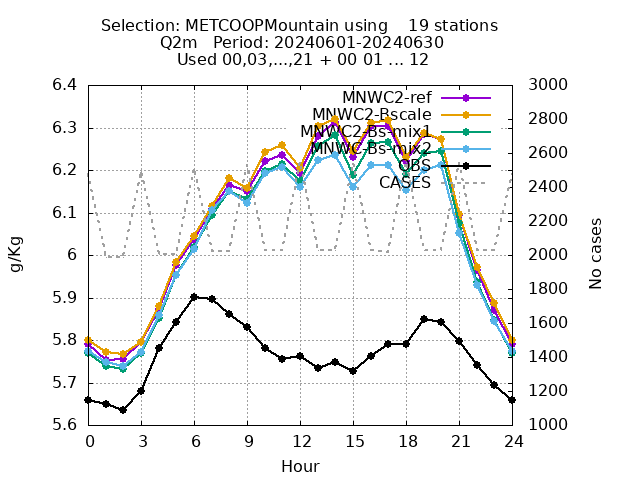 Selection: METCOOPMountain using    19 stations
Q2m   Period: 20240601-20240630
Used 00,03,...,21 + 00 01 ... 12
6.4
6.3
6.2
6.1
6
5.9
5.8
5.7
5.6
g/Kg
MNWC2-ref
MNWC2-Bscale
MNWC2-Bs-mix1
MNWC-Bs-mix2
OBS
CASES
3000
2800
2600
2400
2200
2000
1800
1600
1400
1200
1000
No cases
0 3 6 9 12 15 18 21 24
Hour